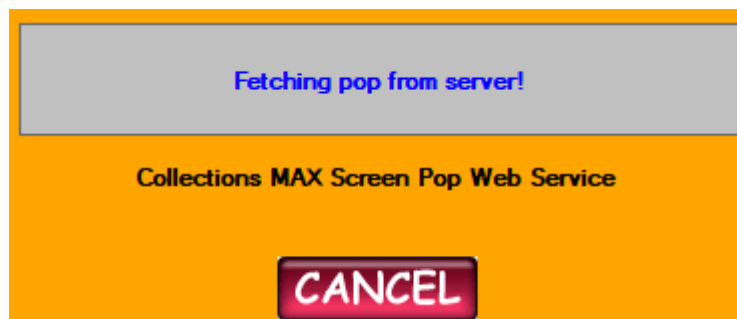 Fetching pop from server!
Collections MAX Screen Pop Web Service
CANCEL